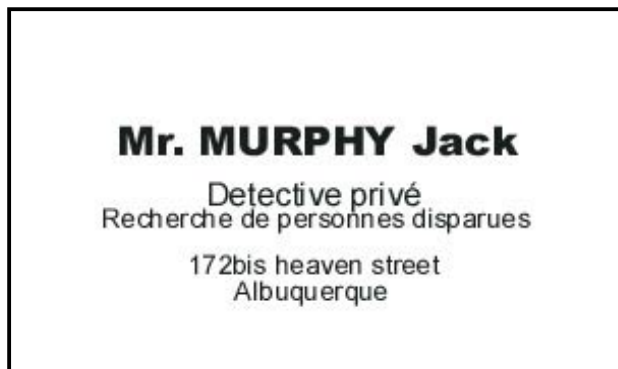 Mr. MURPHY Jack
Detective privé
Recherche de personnes disparues
172bis heaven street
Albuquerque